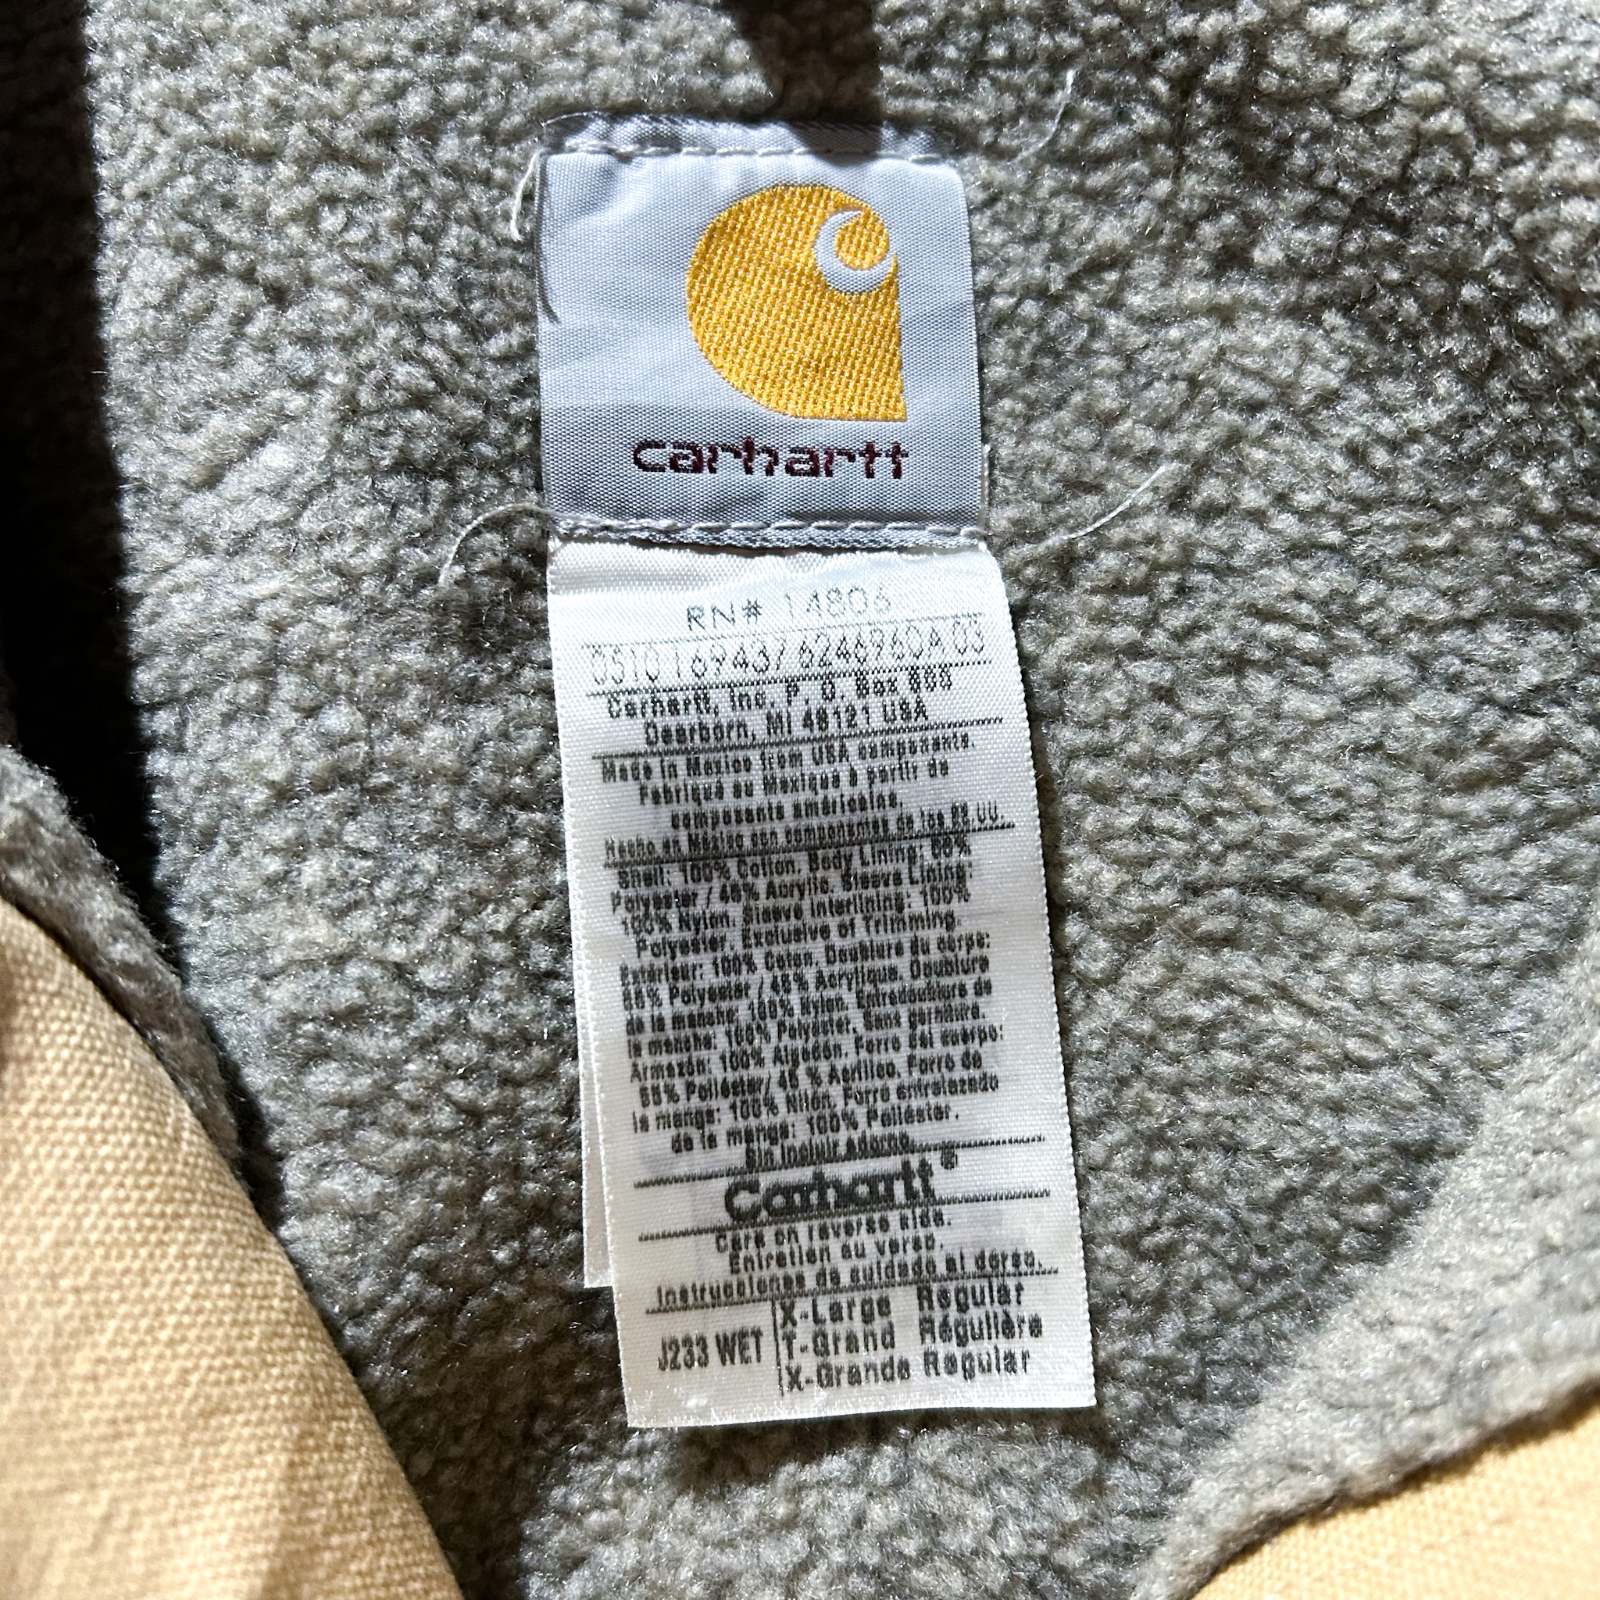 carhartt
RN# 14806
0510 16943/6246960A 03
Carhartt, Inc. P. O. Box 600
Dearborn, MI 48121 USA
Made in Mexico from USA components.
Fabriqué au Mexique à partir de
composants américains.
Hecho en México con componentes de los EE UU.
Shell: 100% Cotton. Body Lining: 55%
Polyester / 45% Acrylic. Sleeve Lining:
100% Nylon. Sleeve Interlining: 100%
Polyester. Exclusive of Trimming.
Extérieur: 100% Coton. Doublure du corps:
55% Polyester / 45% Acrylique. Doublure
de la manche: 100% Nylon. Entredoublure de
la manche: 100% Polyester. Sans garniture.
Armazón: 100% Algodón. Forro del cuerpo:
55% Poliéster/ 45 % Acrílico. Forro de
la manga: 100% Nilón. Forro entrelazado
de la manga: 100% Poliéster.
Sin incluir adorno.
Carhartt®
Care on reverse side.
Entretien au verso.
Instrucciones de cuidado al dorso.
J233 WET
X-Large Regular
T-Grand Régulière
X-Grande Regular